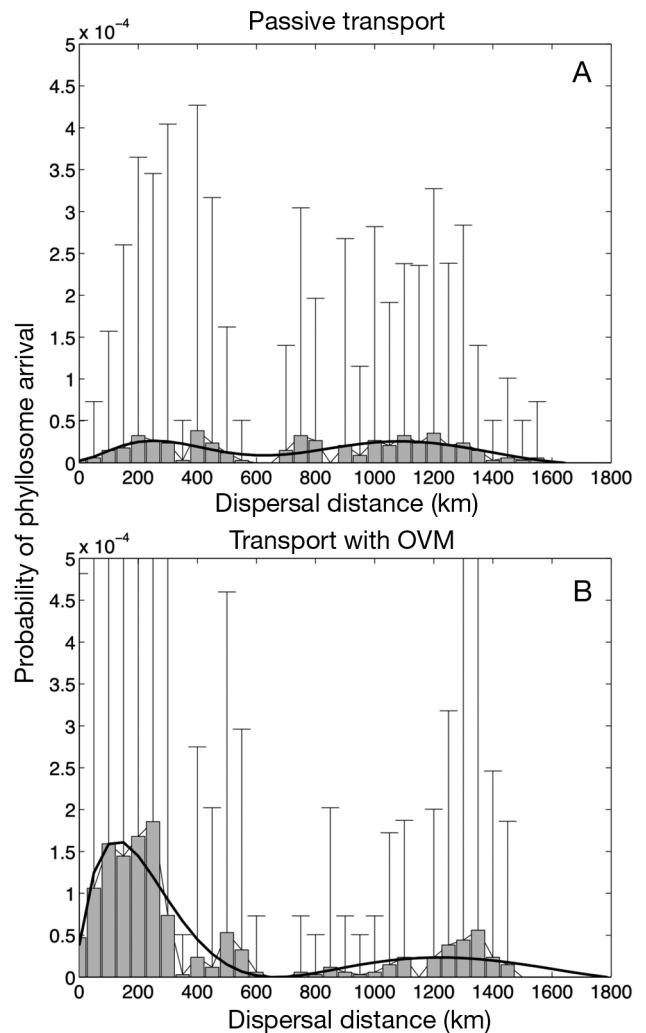 Passive transport
5 x 10⁻⁴
A
4.5
4
3.5
3
2.5
2
1.5
1
0.5
0
0 200 400 600 800 1000 1200 1400 1600 1800
Dispersal distance (km)
Probability of phyllosome arrival
Transport with OVM
5 x 10⁻⁴
B
4.5
4
3.5
3
2.5
2
1.5
1
0.5
0
0 200 400 600 800 1000 1200 1400 1600 1800
Dispersal distance (km)